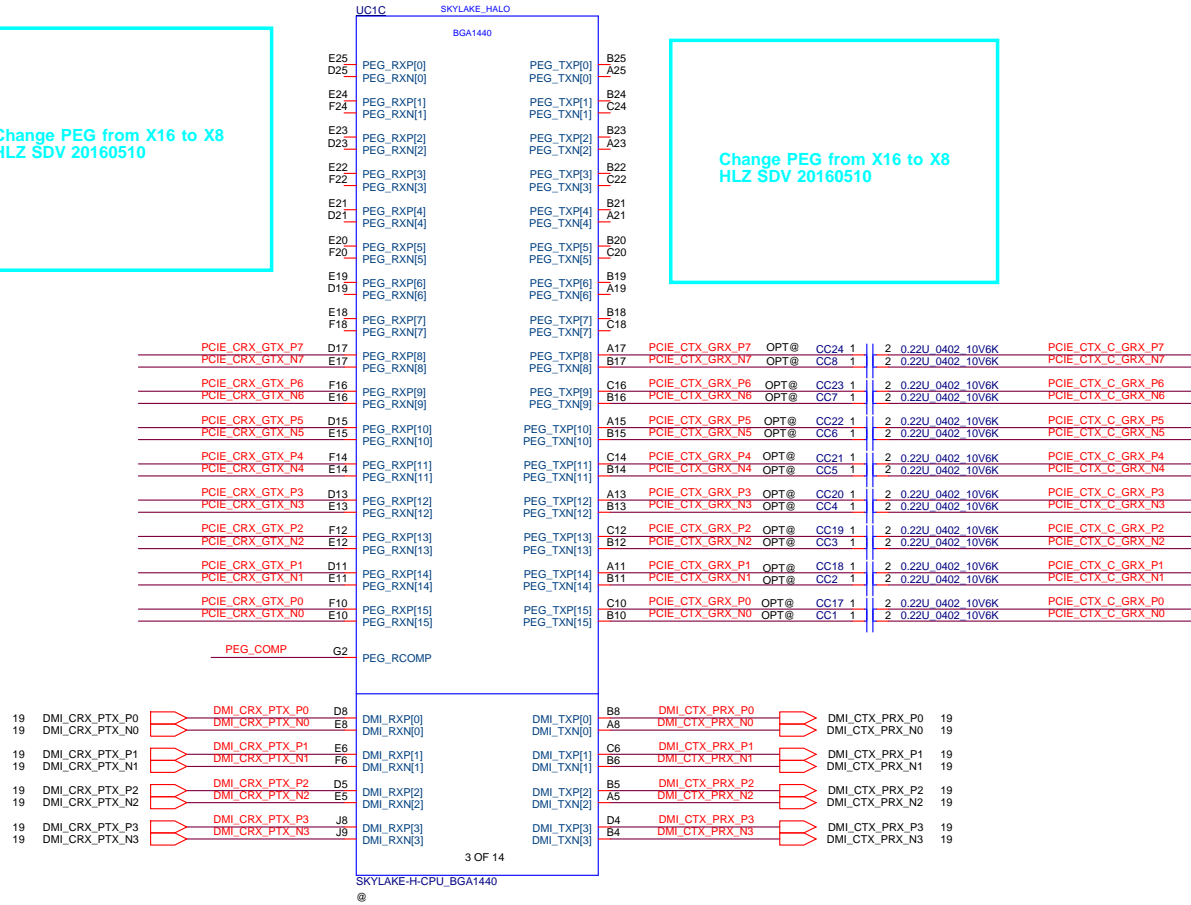 UC1C SKYLAKE_HALO
BGA1440
Change PEG from X16 to X8
HLZ SDV 20160510
Change PEG from X16 to X8
HLZ SDV 20160510
E25 PEG_RXP[0] PEG_TXP[0] B25
D25 PEG_RXN[0] PEG_TXN[0] A25
E24 PEG_RXP[1] PEG_TXP[1] B24
F24 PEG_RXN[1] PEG_TXN[1] C24
E23 PEG_RXP[2] PEG_TXP[2] B23
D23 PEG_RXN[2] PEG_TXN[2] A23
E22 PEG_RXP[3] PEG_TXP[3] B22
F22 PEG_RXN[3] PEG_TXN[3] C22
E21 PEG_RXP[4] PEG_TXP[4] B21
D21 PEG_RXN[4] PEG_TXN[4] A21
E20 PEG_RXP[5] PEG_TXP[5] B20
F20 PEG_RXN[5] PEG_TXN[5] C20
E19 PEG_RXP[6] PEG_TXP[6] B19
D19 PEG_RXN[6] PEG_TXN[6] A19
E18 PEG_RXP[7] PEG_TXP[7] B18
F18 PEG_RXN[7] PEG_TXN[7] C18
PCIE_CRX_GTX_P7 D17 PEG_RXP[8] PEG_TXP[8] A17 PCIE_CTX_GRX_P7 OPT@ CC24 1 2 0.22U_0402_10V6K PCIE_CTX_C_GRX_P7
PCIE_CRX_GTX_N7 E17 PEG_RXN[8] PEG_TXN[8] B17 PCIE_CTX_GRX_N7 OPT@ CC8 1 2 0.22U_0402_10V6K PCIE_CTX_C_GRX_N7
PCIE_CRX_GTX_P6 F16 PEG_RXP[9] PEG_TXP[9] C16 PCIE_CTX_GRX_P6 OPT@ CC23 1 2 0.22U_0402_10V6K PCIE_CTX_C_GRX_P6
PCIE_CRX_GTX_N6 E16 PEG_RXN[9] PEG_TXN[9] B16 PCIE_CTX_GRX_N6 OPT@ CC7 1 2 0.22U_0402_10V6K PCIE_CTX_C_GRX_N6
PCIE_CRX_GTX_P5 D15 PEG_RXP[10] PEG_TXP[10] A15 PCIE_CTX_GRX_P5 OPT@ CC22 1 2 0.22U_0402_10V6K PCIE_CTX_C_GRX_P5
PCIE_CRX_GTX_N5 E15 PEG_RXN[10] PEG_TXN[10] B15 PCIE_CTX_GRX_N5 OPT@ CC6 1 2 0.22U_0402_10V6K PCIE_CTX_C_GRX_N5
PCIE_CRX_GTX_P4 F14 PEG_RXP[11] PEG_TXP[11] C14 PCIE_CTX_GRX_P4 OPT@ CC21 1 2 0.22U_0402_10V6K PCIE_CTX_C_GRX_P4
PCIE_CRX_GTX_N4 E14 PEG_RXN[11] PEG_TXN[11] B14 PCIE_CTX_GRX_N4 OPT@ CC5 1 2 0.22U_0402_10V6K PCIE_CTX_C_GRX_N4
PCIE_CRX_GTX_P3 D13 PEG_RXP[12] PEG_TXP[12] A13 PCIE_CTX_GRX_P3 OPT@ CC20 1 2 0.22U_0402_10V6K PCIE_CTX_C_GRX_P3
PCIE_CRX_GTX_N3 E13 PEG_RXN[12] PEG_TXN[12] B13 PCIE_CTX_GRX_N3 OPT@ CC4 1 2 0.22U_0402_10V6K PCIE_CTX_C_GRX_N3
PCIE_CRX_GTX_P2 F12 PEG_RXP[13] PEG_TXP[13] C12 PCIE_CTX_GRX_P2 OPT@ CC19 1 2 0.22U_0402_10V6K PCIE_CTX_C_GRX_P2
PCIE_CRX_GTX_N2 E12 PEG_RXN[13] PEG_TXN[13] B12 PCIE_CTX_GRX_N2 OPT@ CC3 1 2 0.22U_0402_10V6K PCIE_CTX_C_GRX_N2
PCIE_CRX_GTX_P1 D11 PEG_RXP[14] PEG_TXP[14] A11 PCIE_CTX_GRX_P1 OPT@ CC18 1 2 0.22U_0402_10V6K PCIE_CTX_C_GRX_P1
PCIE_CRX_GTX_N1 E11 PEG_RXN[14] PEG_TXN[14] B11 PCIE_CTX_GRX_N1 OPT@ CC2 1 2 0.22U_0402_10V6K PCIE_CTX_C_GRX_N1
PCIE_CRX_GTX_P0 F10 PEG_RXP[15] PEG_TXP[15] C10 PCIE_CTX_GRX_P0 OPT@ CC17 1 2 0.22U_0402_10V6K PCIE_CTX_C_GRX_P0
PCIE_CRX_GTX_N0 E10 PEG_RXN[15] PEG_TXN[15] B10 PCIE_CTX_GRX_N0 OPT@ CC1 1 2 0.22U_0402_10V6K PCIE_CTX_C_GRX_N0
PEG_COMP G2 PEG_RCOMP
19 DMI_CRX_PTX_P0 DMI_CRX_PTX_P0 D8 DMI_RXP[0] DMI_TXP[0] B8 DMI_CTX_PRX_P0 DMI_CTX_PRX_P0 19
19 DMI_CRX_PTX_N0 DMI_CRX_PTX_N0 E8 DMI_RXN[0] DMI_TXN[0] A8 DMI_CTX_PRX_N0 DMI_CTX_PRX_N0 19
19 DMI_CRX_PTX_P1 DMI_CRX_PTX_P1 E6 DMI_RXP[1] DMI_TXP[1] C6 DMI_CTX_PRX_P1 DMI_CTX_PRX_P1 19
19 DMI_CRX_PTX_N1 DMI_CRX_PTX_N1 F6 DMI_RXN[1] DMI_TXN[1] B6 DMI_CTX_PRX_N1 DMI_CTX_PRX_N1 19
19 DMI_CRX_PTX_P2 DMI_CRX_PTX_P2 D5 DMI_RXP[2] DMI_TXP[2] B5 DMI_CTX_PRX_P2 DMI_CTX_PRX_P2 19
19 DMI_CRX_PTX_N2 DMI_CRX_PTX_N2 E5 DMI_RXN[2] DMI_TXN[2] A5 DMI_CTX_PRX_N2 DMI_CTX_PRX_N2 19
19 DMI_CRX_PTX_P3 DMI_CRX_PTX_P3 J8 DMI_RXP[3] DMI_TXP[3] D4 DMI_CTX_PRX_P3 DMI_CTX_PRX_P3 19
19 DMI_CRX_PTX_N3 DMI_CRX_PTX_N3 J9 DMI_RXN[3] DMI_TXN[3] B4 DMI_CTX_PRX_N3 DMI_CTX_PRX_N3 19
3 OF 14
SKYLAKE-H-CPU_BGA1440
@